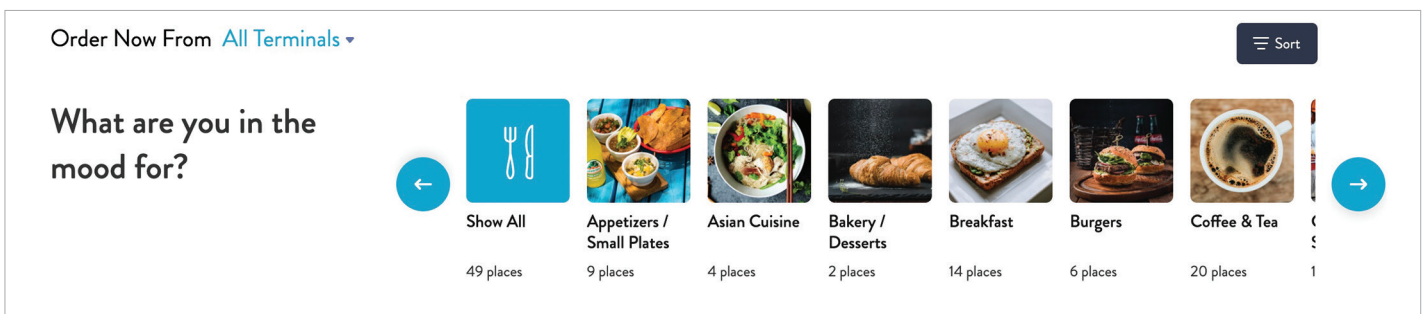 Order Now From All Terminals
Sort
What are you in the
mood for?
Show All
49 places
Appetizers /
Small Plates
9 places
Asian Cuisine
4 places
Bakery /
Desserts
2 places
Breakfast
14 places
Burgers
6 places
Coffee & Tea
20 places